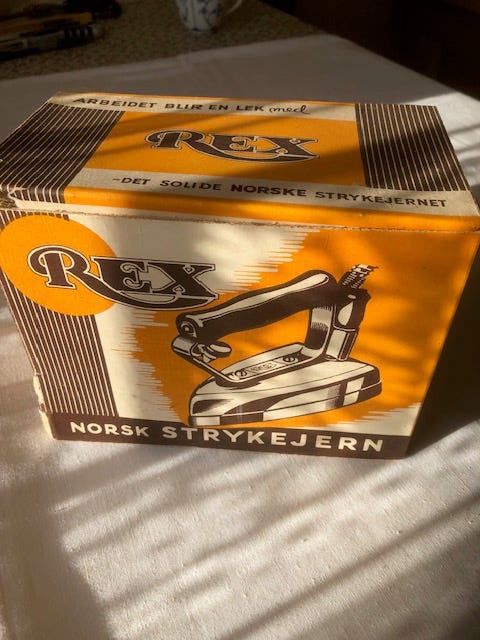 ARBEIDET BLIR EN LEK med
REX
-DET SOLIDE NORSKE STRYKEJERNET
REX
NORSK STRYKEJERN